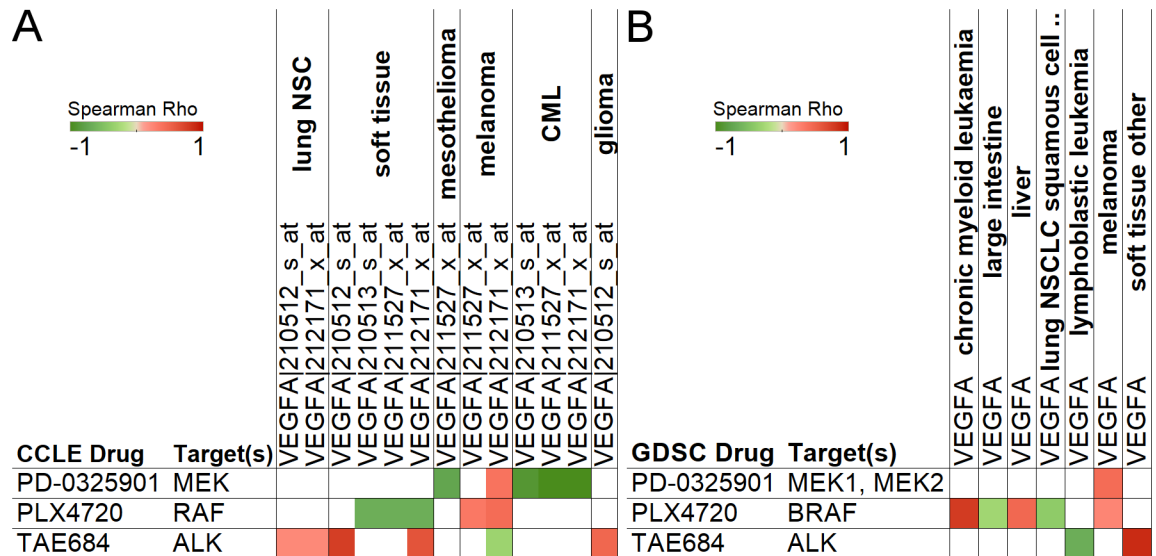 A
Spearman Rho
-1 1
lung NSC
soft tissue
mesothelioma
melanoma
CML
glioma
VEGFA|210512_s_at
VEGFA|212171_x_at
VEGFA|210512_s_at
VEGFA|210513_s_at
VEGFA|211527_x_at
VEGFA|212171_x_at
VEGFA|211527_x_at
VEGFA|211527_x_at
VEGFA|212171_x_at
VEGFA|210513_s_at
VEGFA|211527_x_at
VEGFA|212171_x_at
VEGFA|210512_s_at
CCLE Drug Target(s)
PD-0325901 MEK
PLX4720 RAF
TAE684 ALK
B
Spearman Rho
-1 1
chronic myeloid leukaemia
large intestine
liver
lung NSCLC squamous cell ..
lymphoblastic leukemia
melanoma
soft tissue other
VEGFA
VEGFA
VEGFA
VEGFA
VEGFA
VEGFA
VEGFA
GDSC Drug Target(s)
PD-0325901 MEK1, MEK2
PLX4720 BRAF
TAE684 ALK